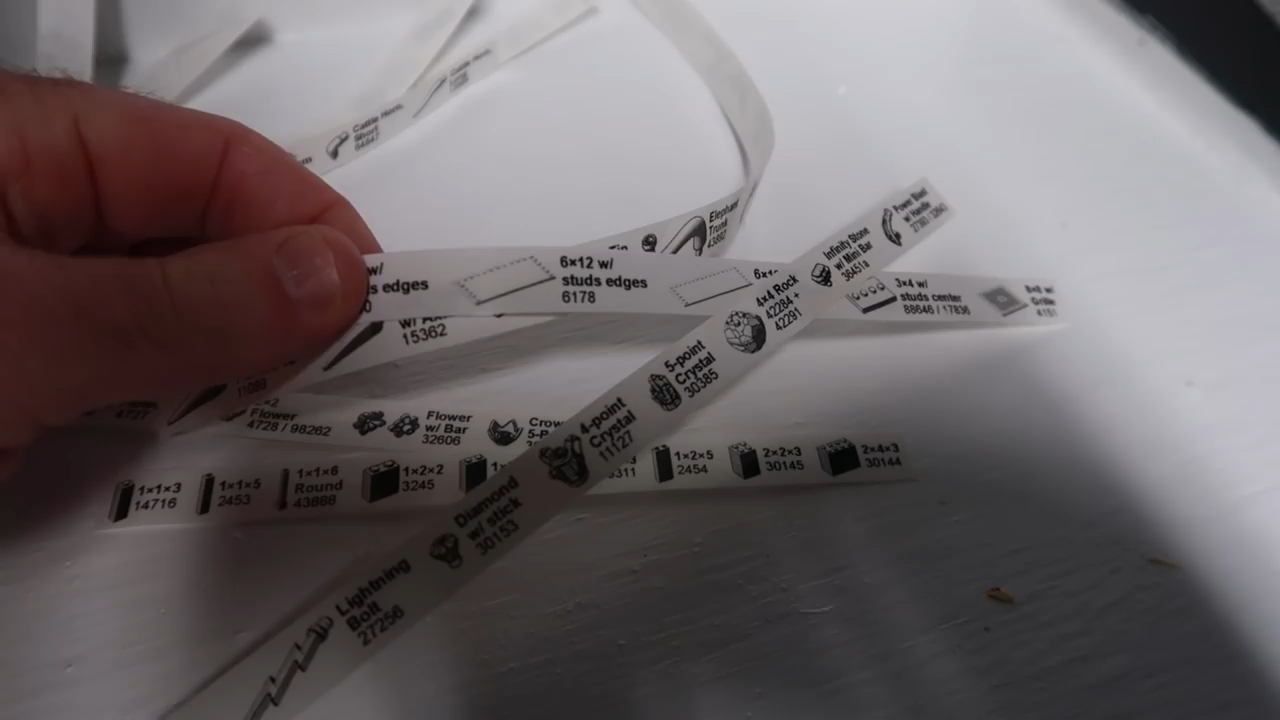 Cattle Horn,
Short
Elephant
Trunk
43892
w/
s edges
0
6×12 w/
studs edges
6178
3×4 w/
studs center
88646 / 17836
15362
11089
4727
Flower
4728 / 98262
Flower
w/ Bar
32606
1×1×3
14716
1×1×5
2453
1×1×6
Round
43888
1×2×2
3245
1×2×5
2454
2×2×3
30145
2×4×3
30144
Lightning
Bolt
27256
Diamond
w/ stick
30153
4-point
Crystal
11127
5-point
Crystal
30385
4×4 Rock
42284 +
42291
Infinity Stone
w/ Mini Bar
36451a
Power Blast
w/ Handle